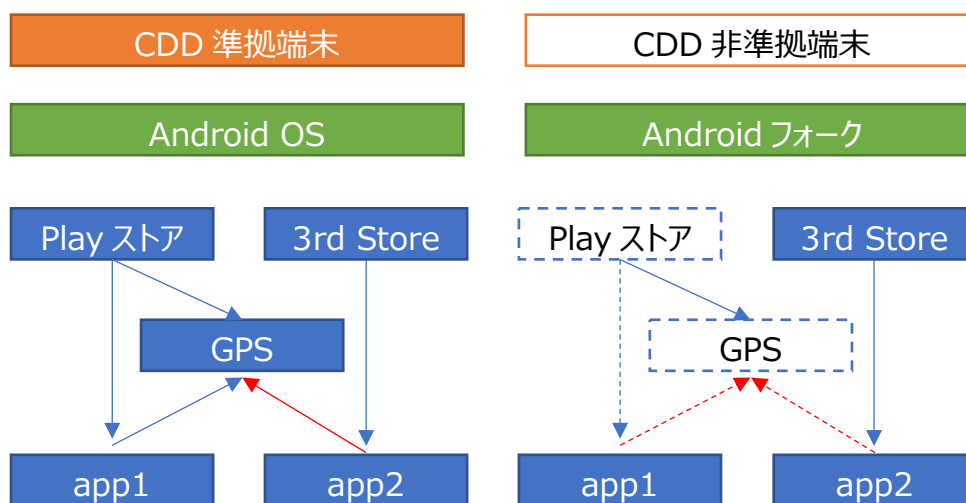 CDD 準拠端末
CDD 非準拠端末
Android OS
Android フォーク
Play ストア
3rd Store
Play ストア
3rd Store
GPS
GPS
app1
app2
app1
app2